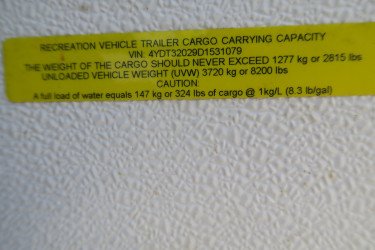 RECREATION VEHICLE TRAILER CARGO CARRYING CAPACITY
VIN: 4YDT32029D1531079
THE WEIGHT OF THE CARGO SHOULD NEVER EXCEED 1277 kg or 2815 lbs
UNLOADED VEHICLE WEIGHT (UVW) 3720 kg or 8200 lbs
CAUTION:
A full load of water equals 147 kg or 324 lbs of cargo @ 1kg/L (8.3 lb/gal)